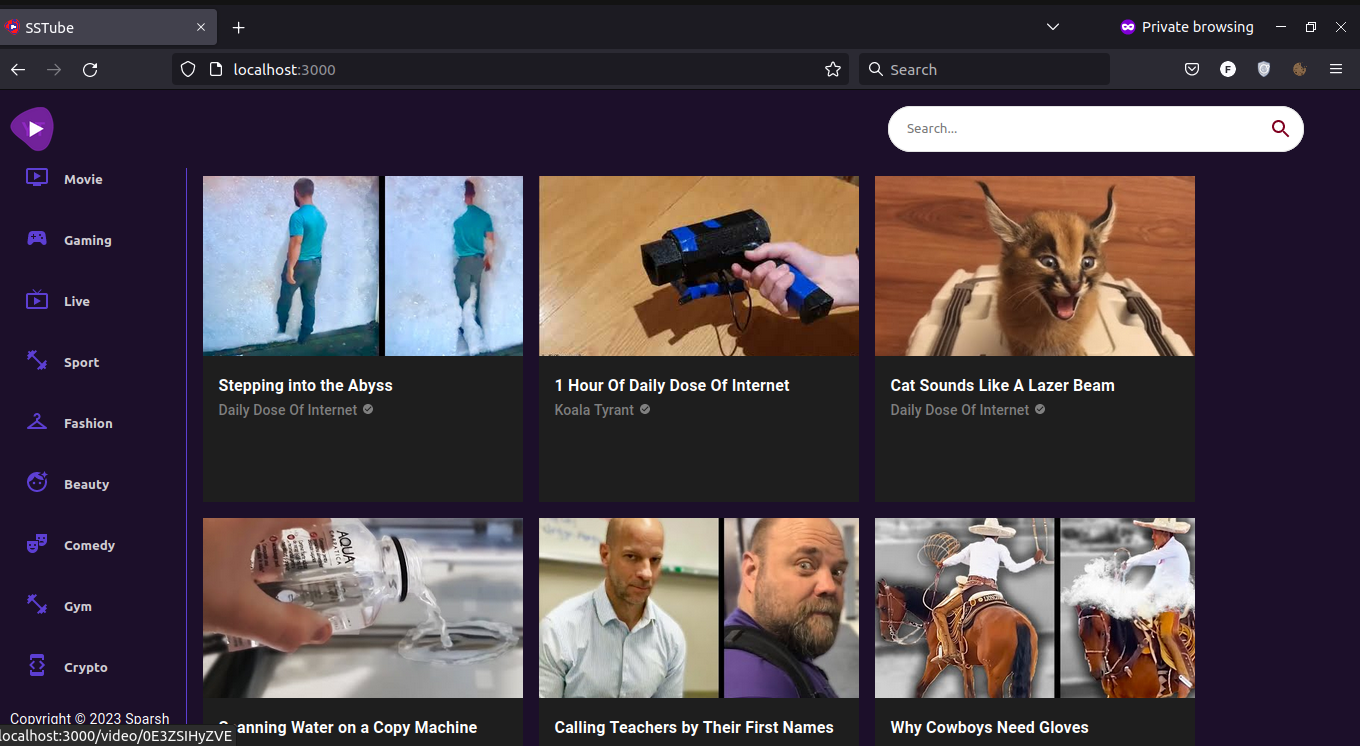 SSTube
Private browsing
localhost:3000
Search
Search...
Movie
Gaming
Live
Sport
Fashion
Beauty
Comedy
Gym
Crypto
Copyright © 2023 Sparsh
Stepping into the Abyss
Daily Dose Of Internet
1 Hour Of Daily Dose Of Internet
Koala Tyrant
Cat Sounds Like A Lazer Beam
Daily Dose Of Internet
AQUA
Scanning Water on a Copy Machine
Calling Teachers by Their First Names
Why Cowboys Need Gloves
localhost:3000/video/0E3ZSIHyZVE